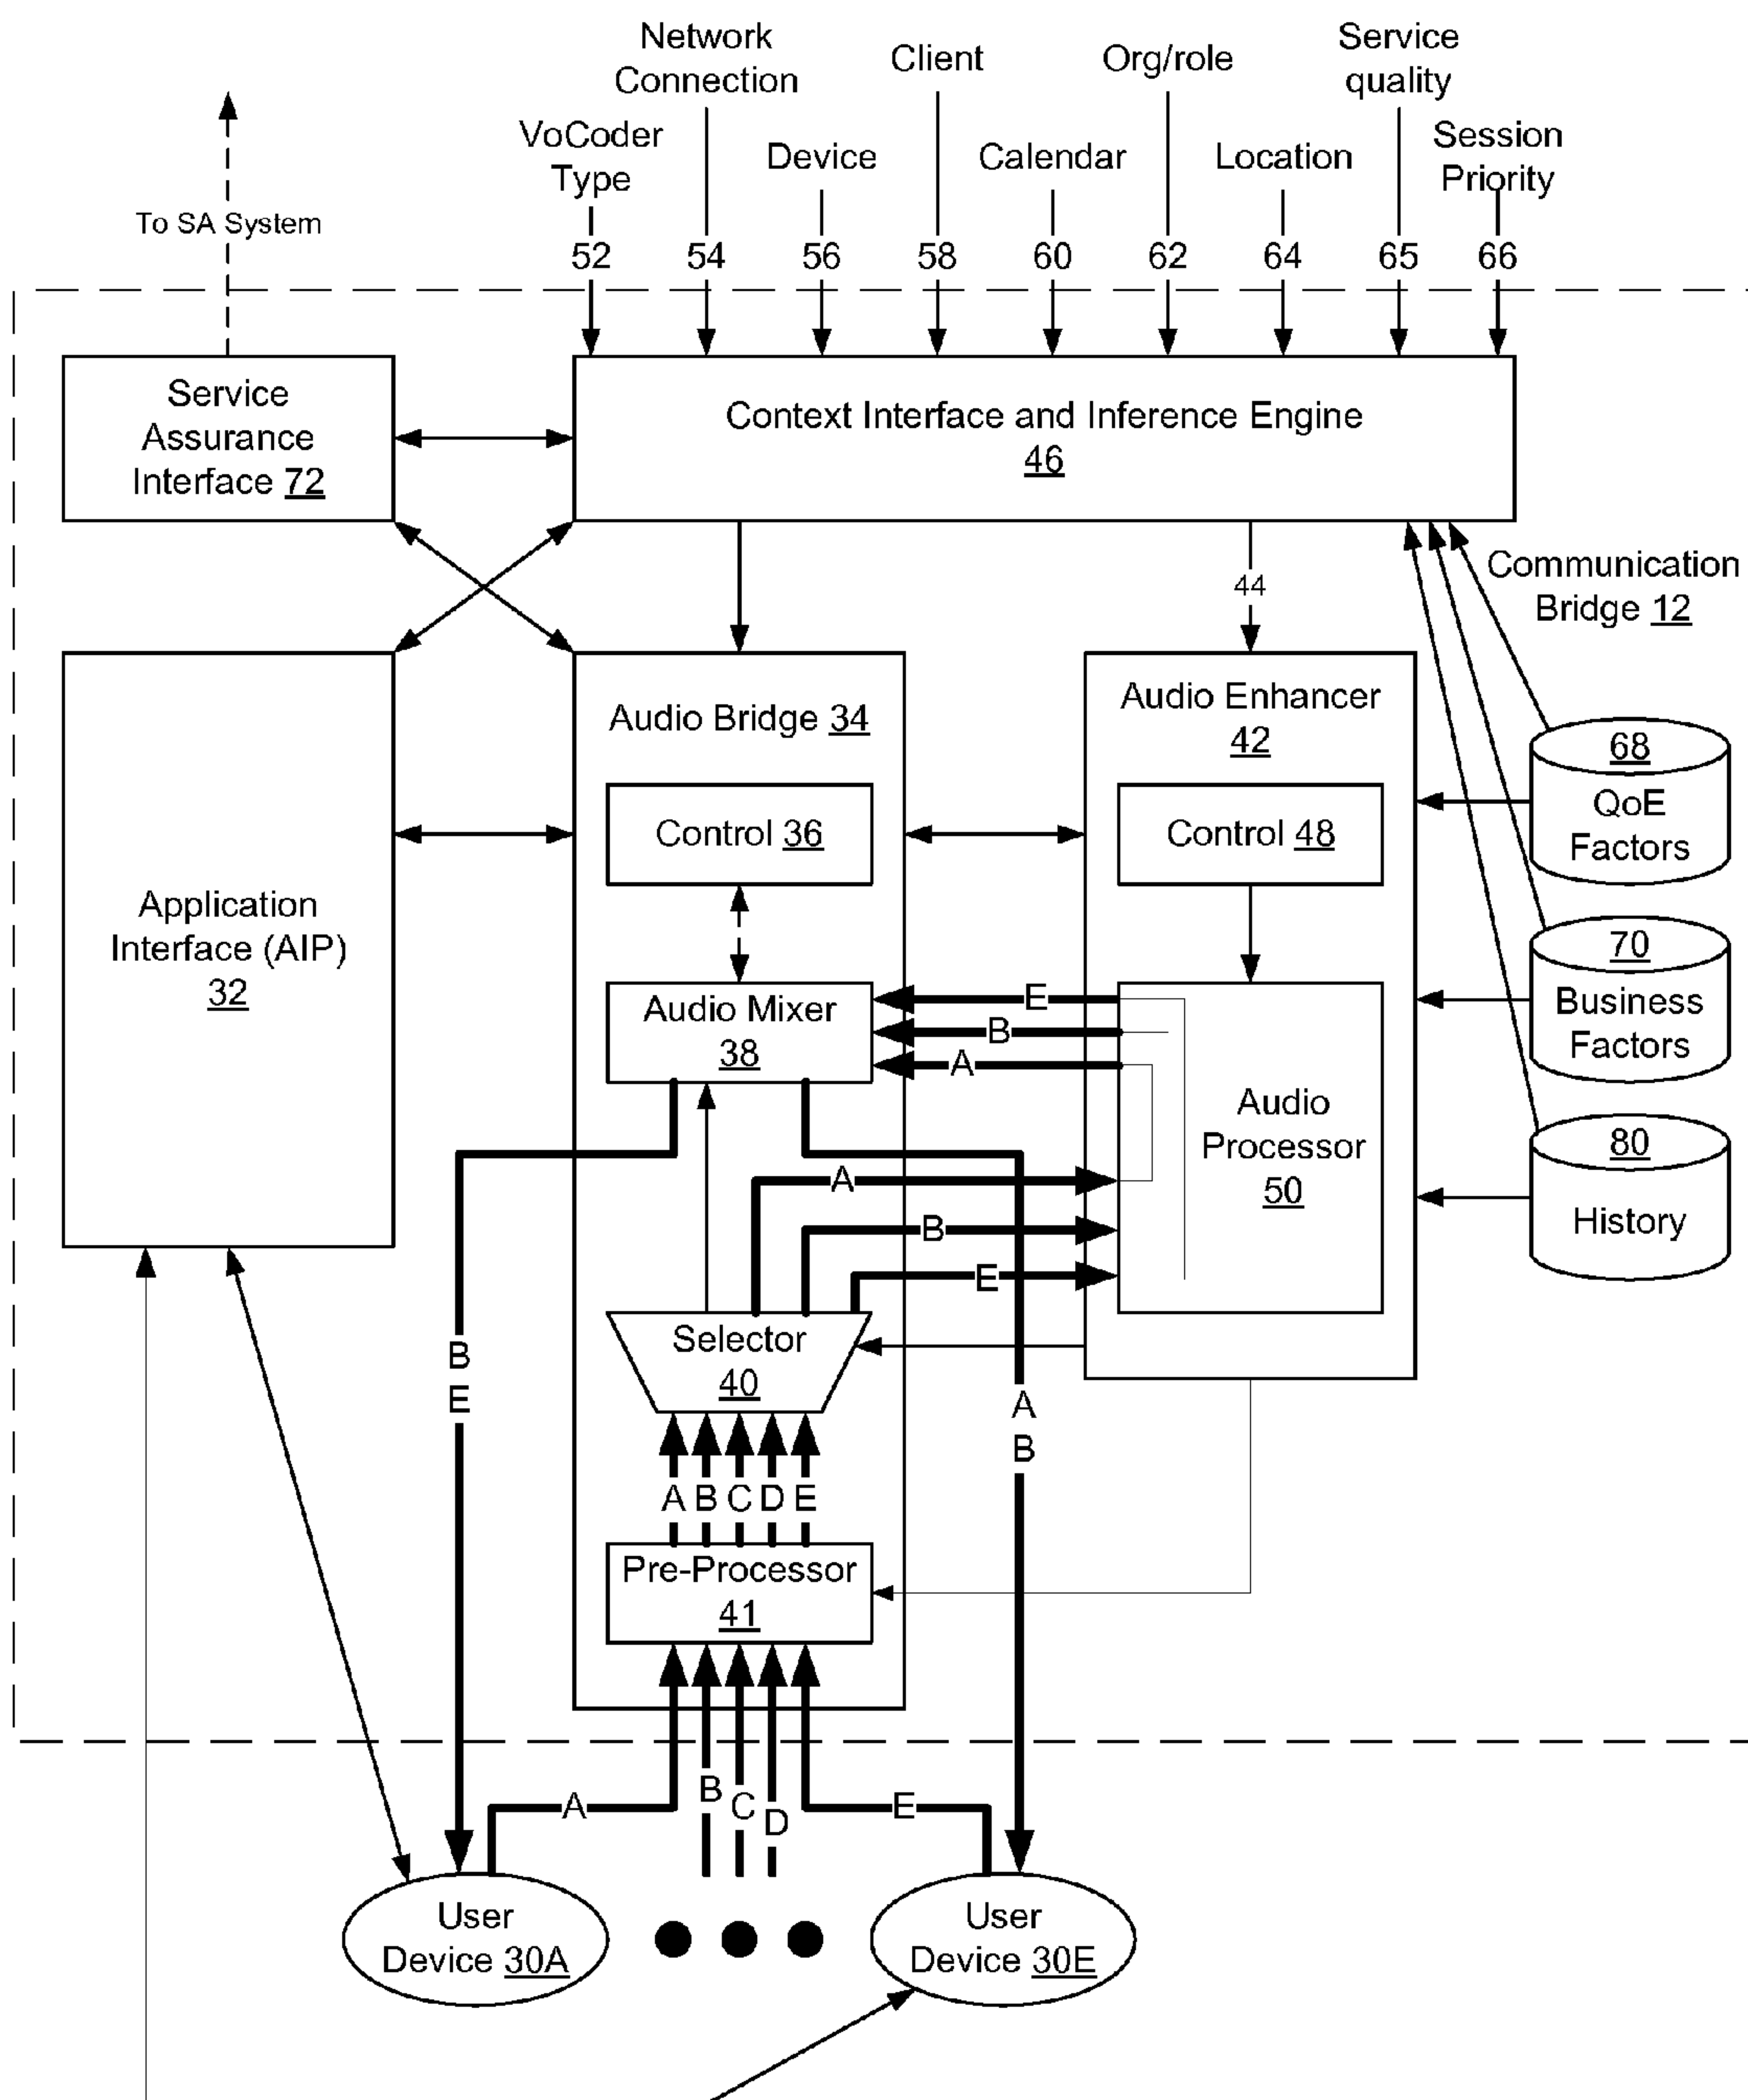 Network
Connection
Client
Org/role
Service
quality
VoCoder
Type
Device
Calendar
Location
Session
Priority
To SA System
52
54
56
58
60
62
64
65
66
Service
Assurance
Interface 72
Context Interface and Inference Engine
46
44
Communication
Bridge 12
Application
Interface (AIP)
32
Audio Bridge 34
Control 36
Audio Mixer
38
Audio Enhancer
42
Control 48
Audio
Processor
50
68
QoE
Factors
70
Business
Factors
80
History
E
B
A
A
B
E
Selector
40
B
E
A
B
A B C D E
Pre-Processor
41
A
B
C
D
E
User
Device 30A
User
Device 30E